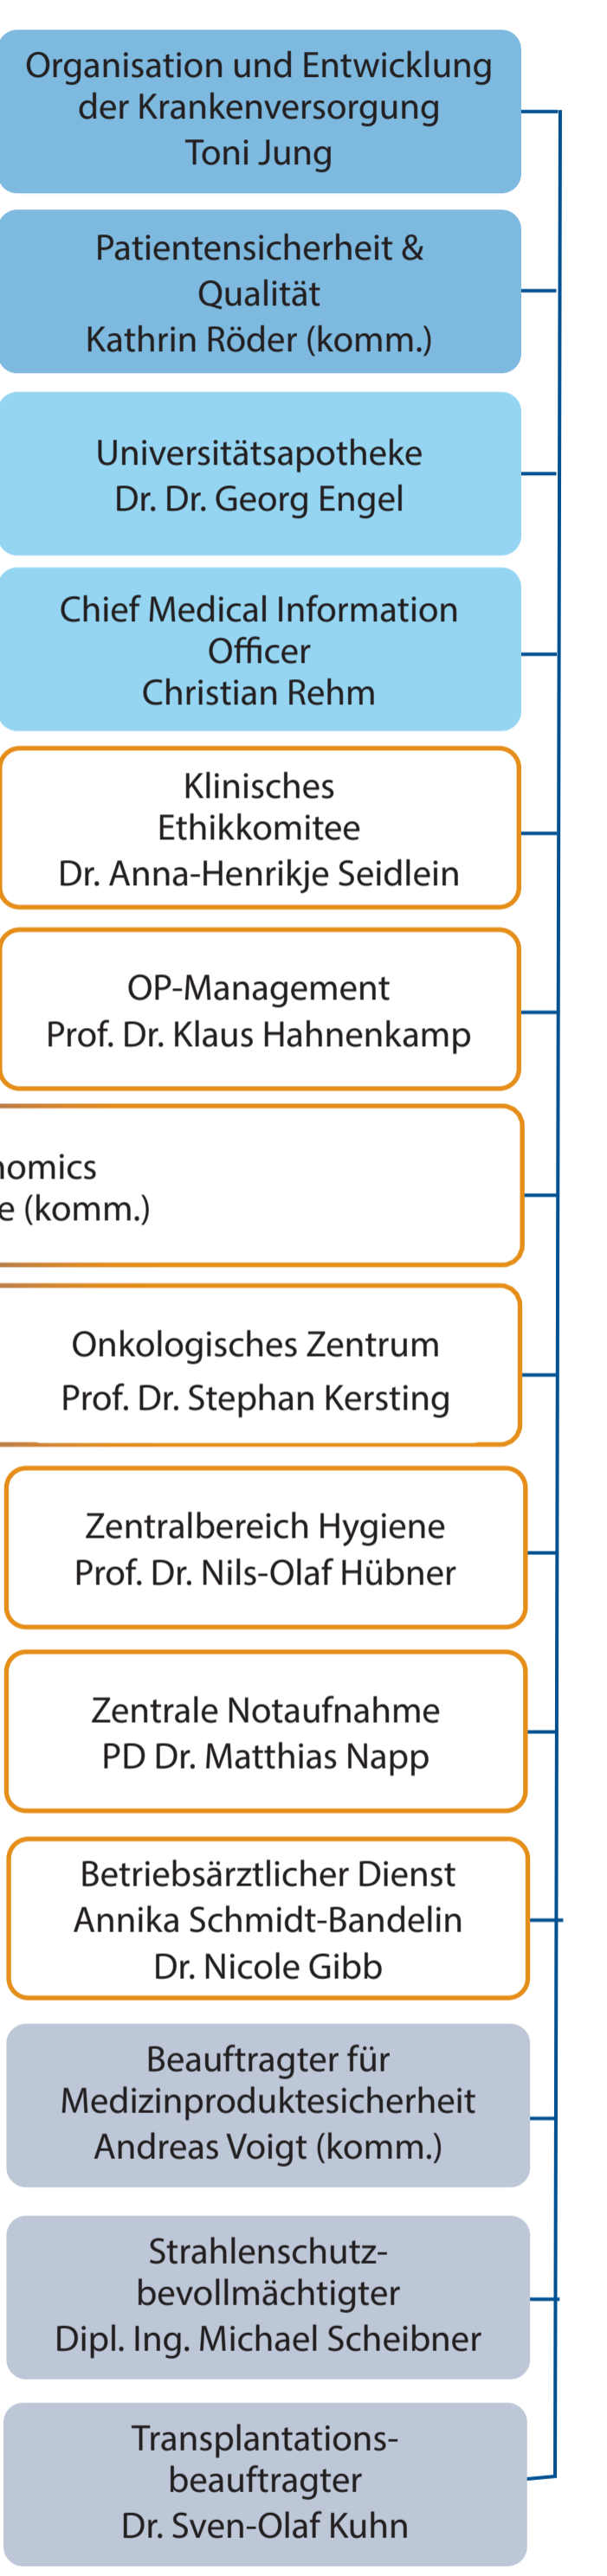 Organisation und Entwicklung
der Krankenversorgung
Toni Jung
Patientensicherheit &
Qualität
Kathrin Röder (komm.)
Universitätsapotheke
Dr. Dr. Georg Engel
Chief Medical Information
Officer
Christian Rehm
Klinisches
Ethikkomitee
Dr. Anna-Henrikje Seidlein
OP-Management
Prof. Dr. Klaus Hahnenkamp
(komm.)
Onkologisches Zentrum
Prof. Dr. Stephan Kersting
Zentralbereich Hygiene
Prof. Dr. Nils-Olaf Hübner
Zentrale Notaufnahme
PD Dr. Matthias Napp
Betriebsärztlicher Dienst
Annika Schmidt-Bandelin
Dr. Nicole Gibb
Beauftragter für
Medizinproduktesicherheit
Andreas Voigt (komm.)
Strahlenschutz-
bevollmächtigter
Dipl. Ing. Michael Scheibner
Transplantations-
beauftragter
Dr. Sven-Olaf Kuhn